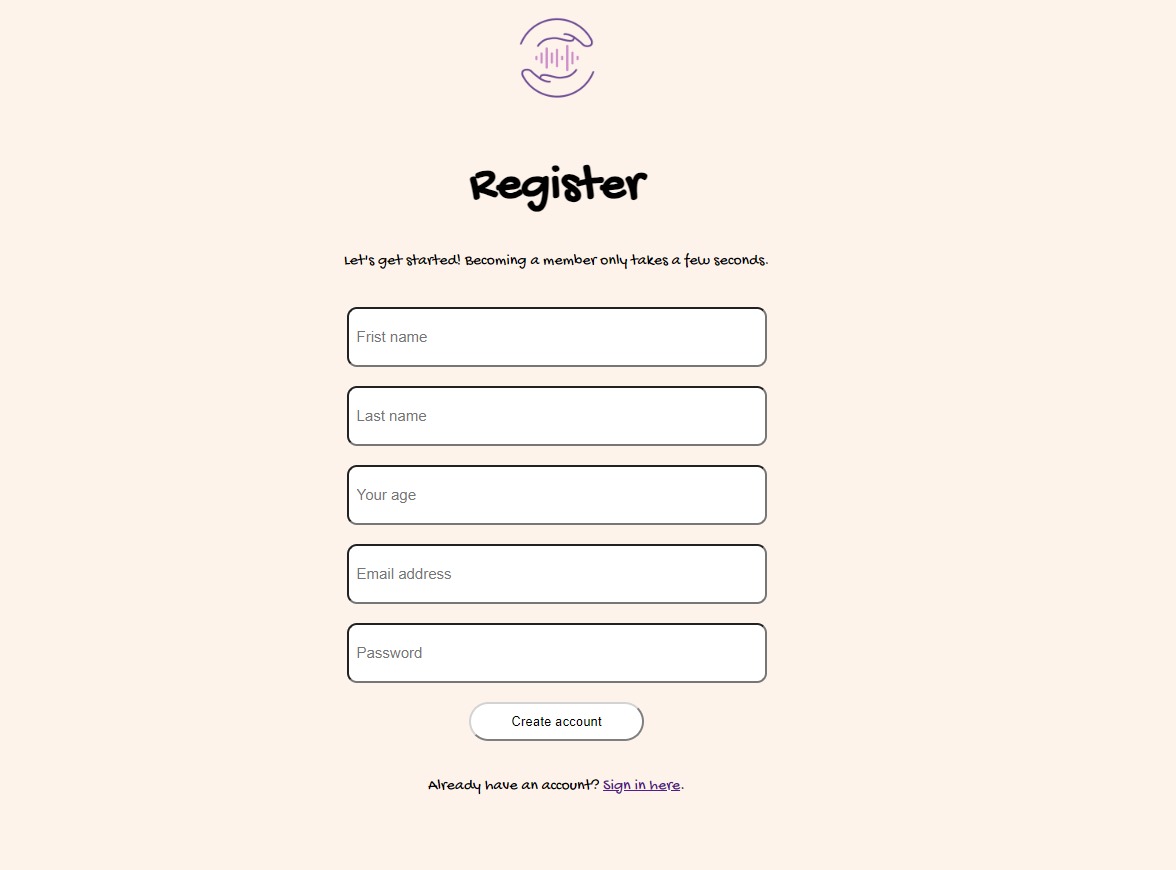 Register
Let's get started! Becoming a member only takes a few seconds.
Frist name
Last name
Your age
Email address
Password
Create account
Already have an account? Sign in here.